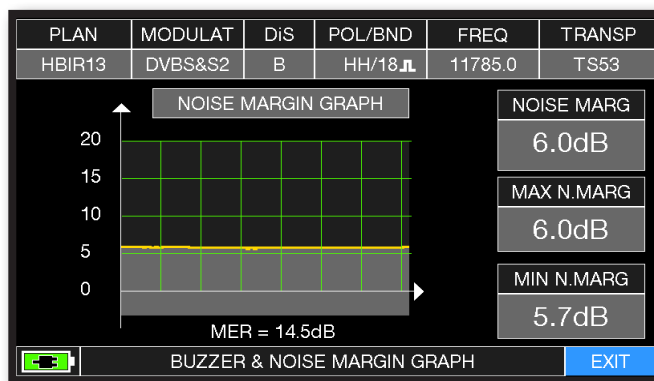 PLAN MODULAT DiS POL/BND FREQ TRANSP
HBIR13 DVBS&S2 B HH/18 11785.0 TS53
NOISE MARGIN GRAPH
NOISE MARG
6.0dB
MAX N.MARG
6.0dB
MIN N.MARG
5.7dB
20
15
10
5
0
MER = 14.5dB
BUZZER & NOISE MARGIN GRAPH
EXIT